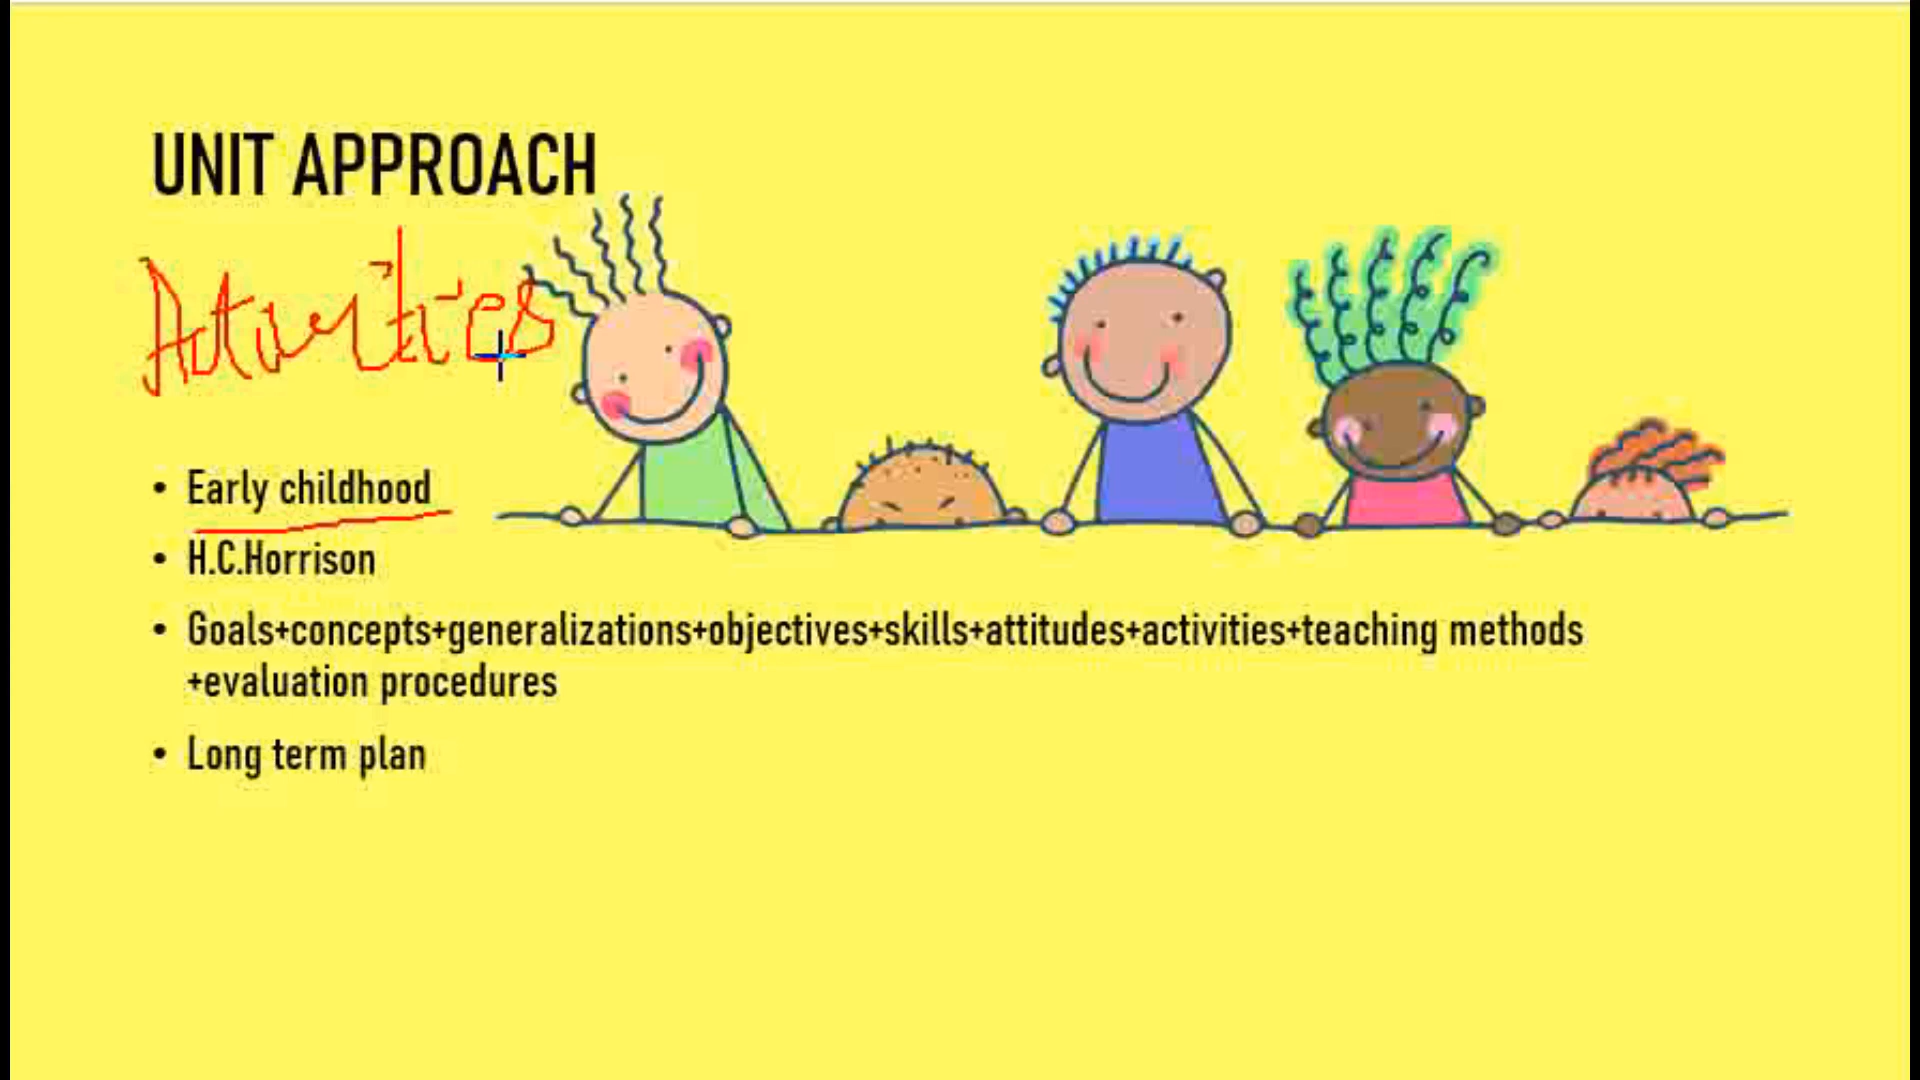 UNIT APPROACH
Activities
• Early childhood
• H.C.Horrison
• Goals+concepts+generalizations+objectives+skills+attitudes+activities+teaching methods
+evaluation procedures
• Long term plan